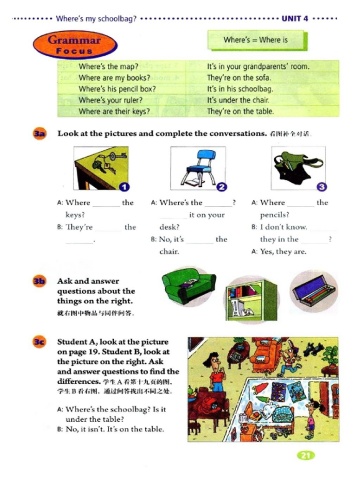 Where's my schoolbag?
UNIT 4
Grammar
Focus
Where's = Where is
Where's the map? It's in your grandparents' room.
Where are my books? They're on the sofa.
Where's his pencil box? It's in his schoolbag.
Where's your ruler? It's under the chair.
Where are their keys? They're on the table.
3a Look at the pictures and complete the conversations. 看图补全对话.
1
2
3
A: Where ______ the
keys?
B: They're ______ the
______.
A: Where's the ______ ?
______ it on your
desk?
B: No, it's ______ the
chair.
A: Where ______ the
pencils?
B: I don't know.
they in the ______ ?
A: Yes, they are.
3b Ask and answer
questions about the
things on the right.
就右图中物品与同伴问答.
3c Student A, look at the picture
on page 19. Student B, look at
the picture on the right. Ask
and answer questions to find the
differences. 学生A看第十九页的图,
学生B看右图, 通过问答找出不同之处.
A: Where's the schoolbag? Is it
under the table?
B: No, it isn't. It's on the table.
21